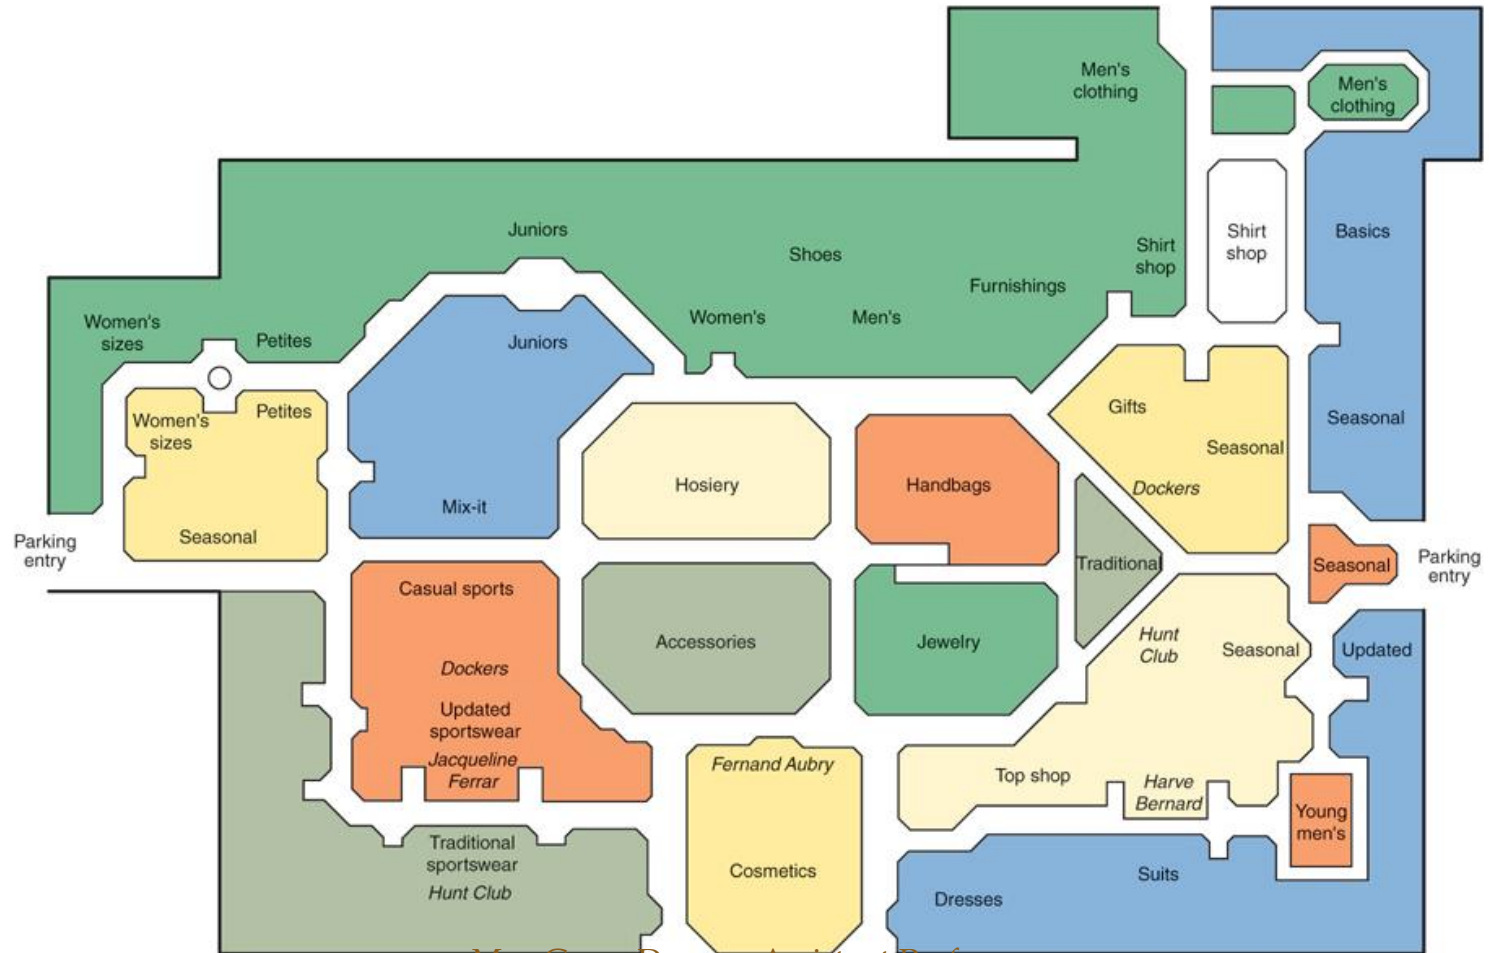 Men's
clothing
Men's
clothing
Juniors
Shoes
Shirt
shop
Shirt
shop
Basics
Furnishings
Women's
sizes
Petites
Juniors
Women's
Men's
Women's
sizes
Petites
Gifts
Seasonal
Seasonal
Mix-it
Hosiery
Handbags
Dockers
Seasonal
Parking
entry
Traditional
Seasonal
Parking
entry
Casual sports
Dockers
Updated
sportswear
Jacqueline
Ferrar
Accessories
Jewelry
Hunt
Club
Seasonal
Updated
Fernand Aubry
Top shop
Harve
Bernard
Young
men's
Traditional
sportswear
Hunt Club
Cosmetics
Suits
Dresses